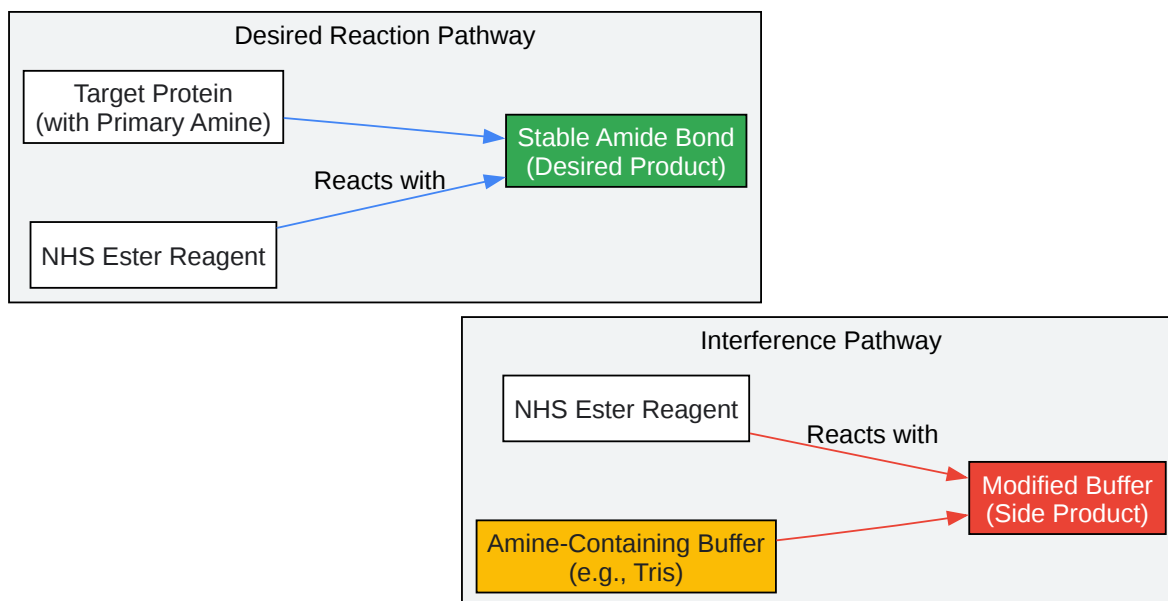 Desired Reaction Pathway
Target Protein
(with Primary Amine)
Stable Amide Bond
(Desired Product)
Reacts with
NHS Ester Reagent
Interference Pathway
NHS Ester Reagent
Reacts with
Modified Buffer
(Side Product)
Amine-Containing Buffer
(e.g., Tris)